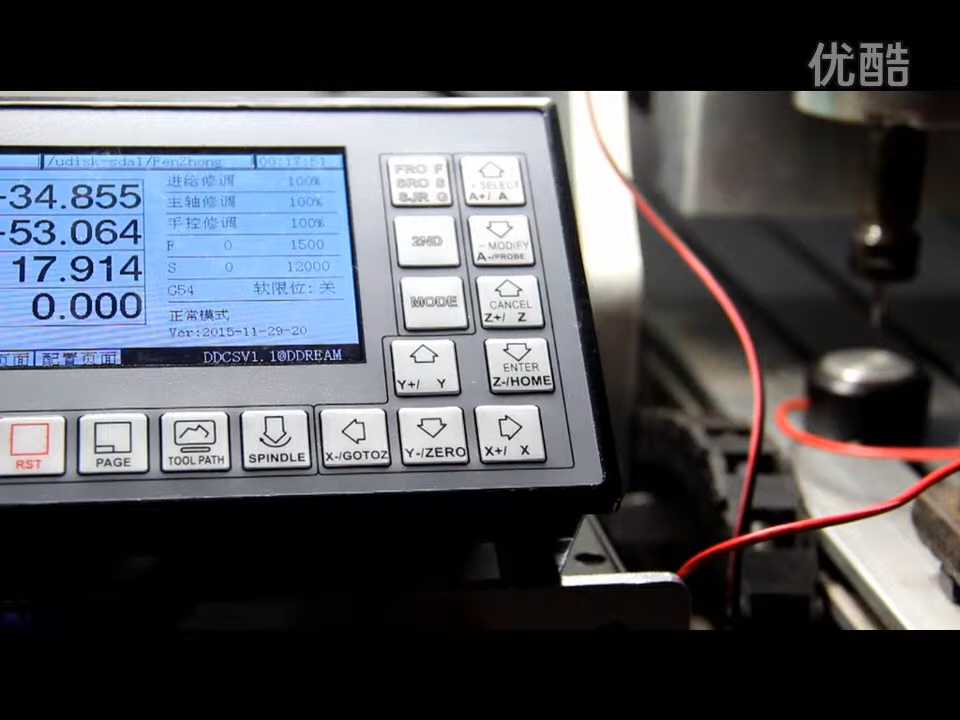 优酷
/udisk-sda1/FenZhong 00:17:51
-34.855
-53.064
17.914
0.000
进给修调 100%
主轴修调 100%
手控修调 100%
F 0 1500
S 0 12000
G54 软限位: 关
正常模式
Ver:2015-11-29-20
页面 配置页面 DDCSV1.1@DDREAM
FRO F
SRO S
SJR G
+ SELECT
A+/ A
2ND
- MODIFY
A-/PROBE
MODE
CANCEL
Z+/ Z
Y+/ Y
ENTER
Z-/HOME
RST
PAGE
TOOL PATH
SPINDLE
X-/GOTOZ
Y-/ZERO
X+/ X